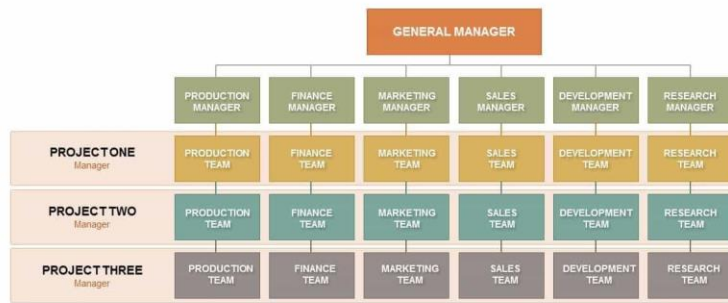 GENERAL MANAGER
PRODUCTION MANAGER
FINANCE MANAGER
MARKETING MANAGER
SALES MANAGER
DEVELOPMENT MANAGER
RESEARCH MANAGER
PROJECT ONE
Manager
PRODUCTION TEAM
FINANCE TEAM
MARKETING TEAM
SALES TEAM
DEVELOPMENT TEAM
RESEARCH TEAM
PROJECT TWO
Manager
PRODUCTION TEAM
FINANCE TEAM
MARKETING TEAM
SALES TEAM
DEVELOPMENT TEAM
RESEARCH TEAM
PROJECT THREE
Manager
PRODUCTION TEAM
FINANCE TEAM
MARKETING TEAM
SALES TEAM
DEVELOPMENT TEAM
RESEARCH TEAM